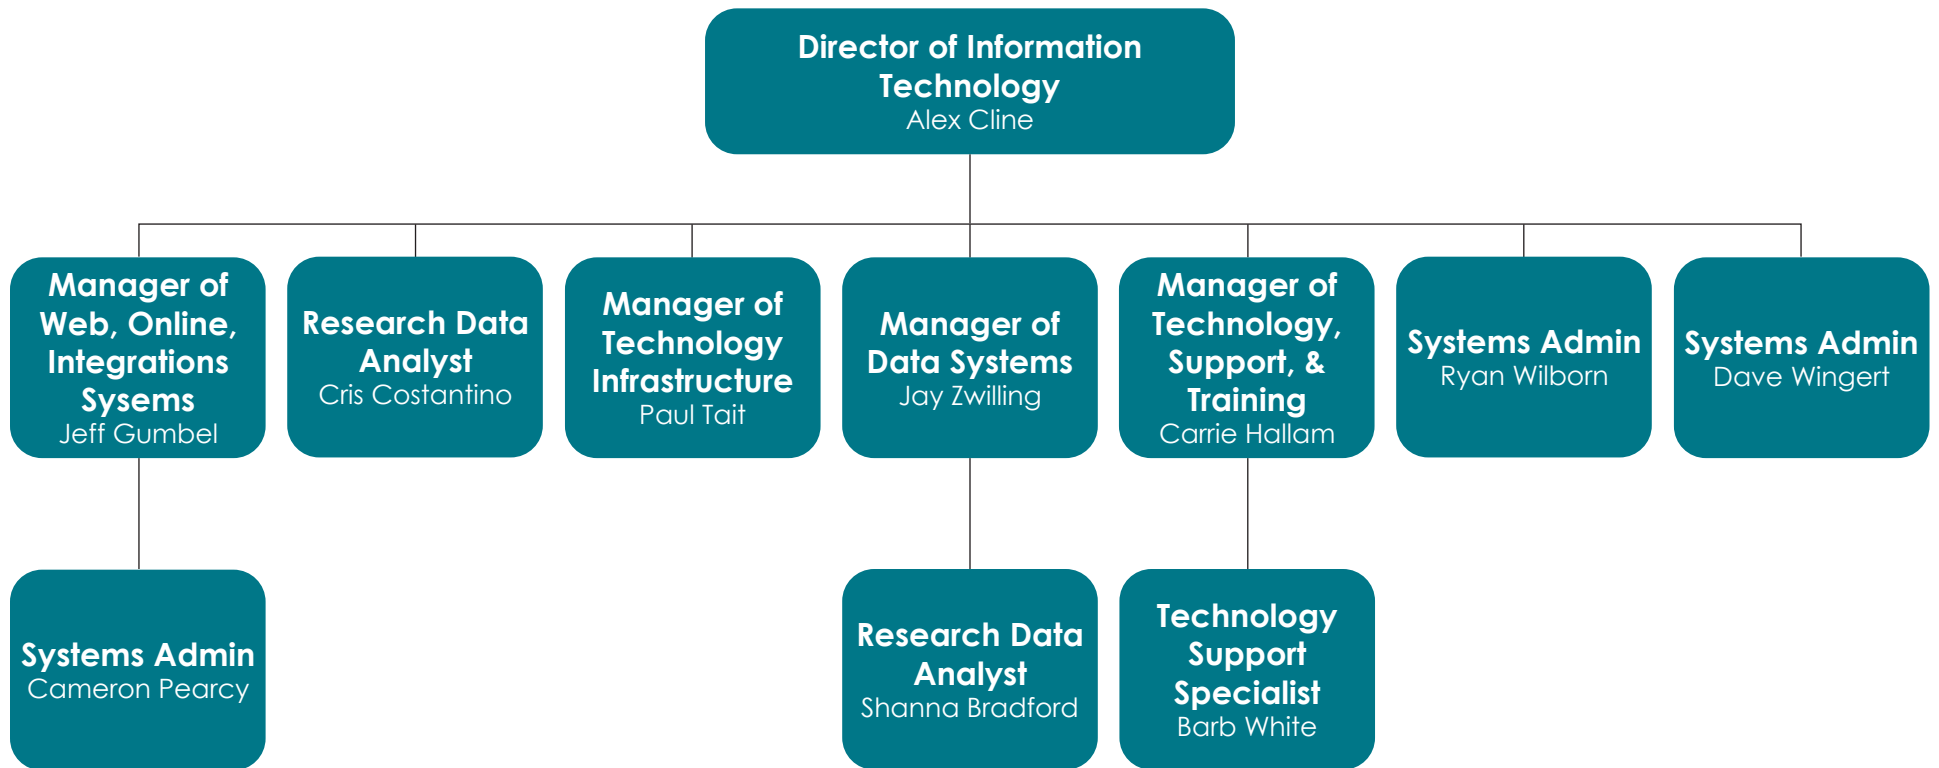 Director of Information
Technology
Alex Cline
Manager of
Web, Online,
Integrations
Sysems
Jeff Gumbel
Research Data
Analyst
Cris Costantino
Manager of
Technology
Infrastructure
Paul Tait
Manager of
Data Systems
Jay Zwilling
Manager of
Technology,
Support, &
Training
Carrie Hallam
Systems Admin
Ryan Wilborn
Systems Admin
Dave Wingert
Systems Admin
Cameron Pearcy
Research Data
Analyst
Shanna Bradford
Technology
Support
Specialist
Barb White